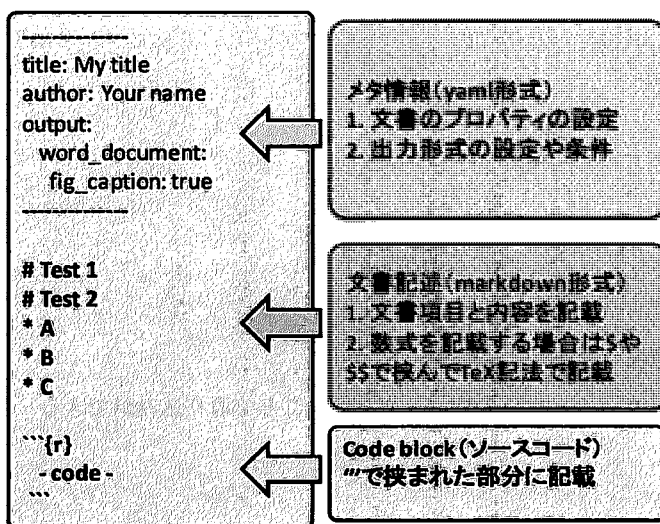 -------------
title: My title
author: Your name
output:
word_document:
fig_caption: true
-------------
# Test 1
# Test 2
* A
* B
* C
```{r}
- code -
```
メタ情報(yaml形式)
1. 文書のプロパティの設定
2. 出力形式の設定や条件
文書記述(markdown形式)
1. 文書項目と内容を記載
2. 数式を記載する場合は$や
$$で挟んでTeX記法で記載
Code block(ソースコード)
'''で挟まれた部分に記載